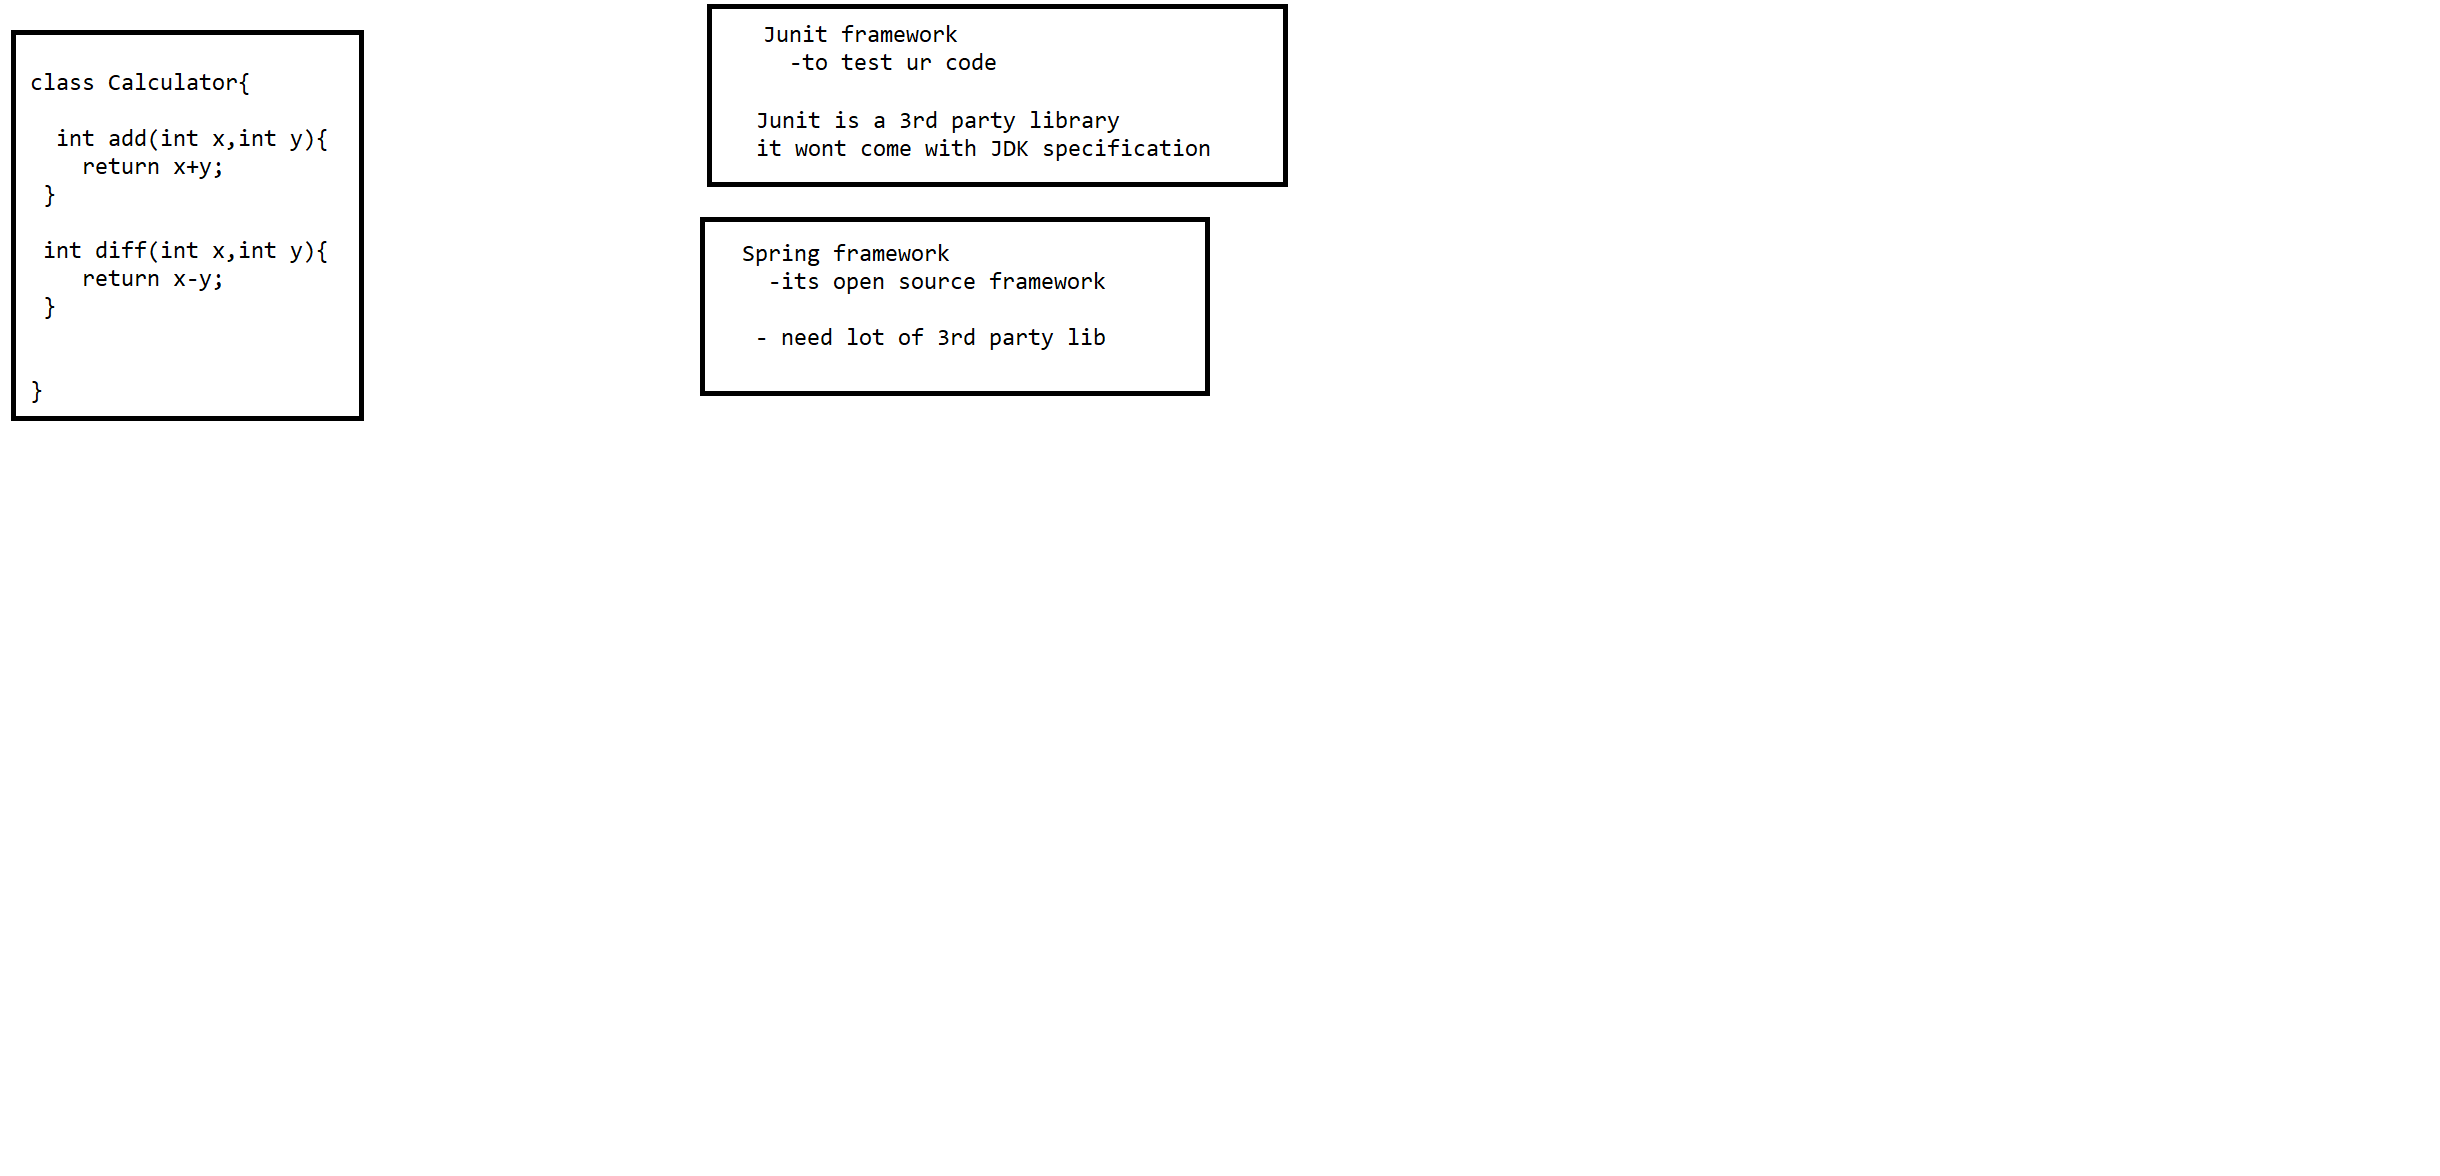 class Calculator{
int add(int x,int y){
return x+y;
}
int diff(int x,int y){
return x-y;
}
}
Junit framework
-to test ur code
Junit is a 3rd party library
it wont come with JDK specification
Spring framework
-its open source framework
- need lot of 3rd party lib